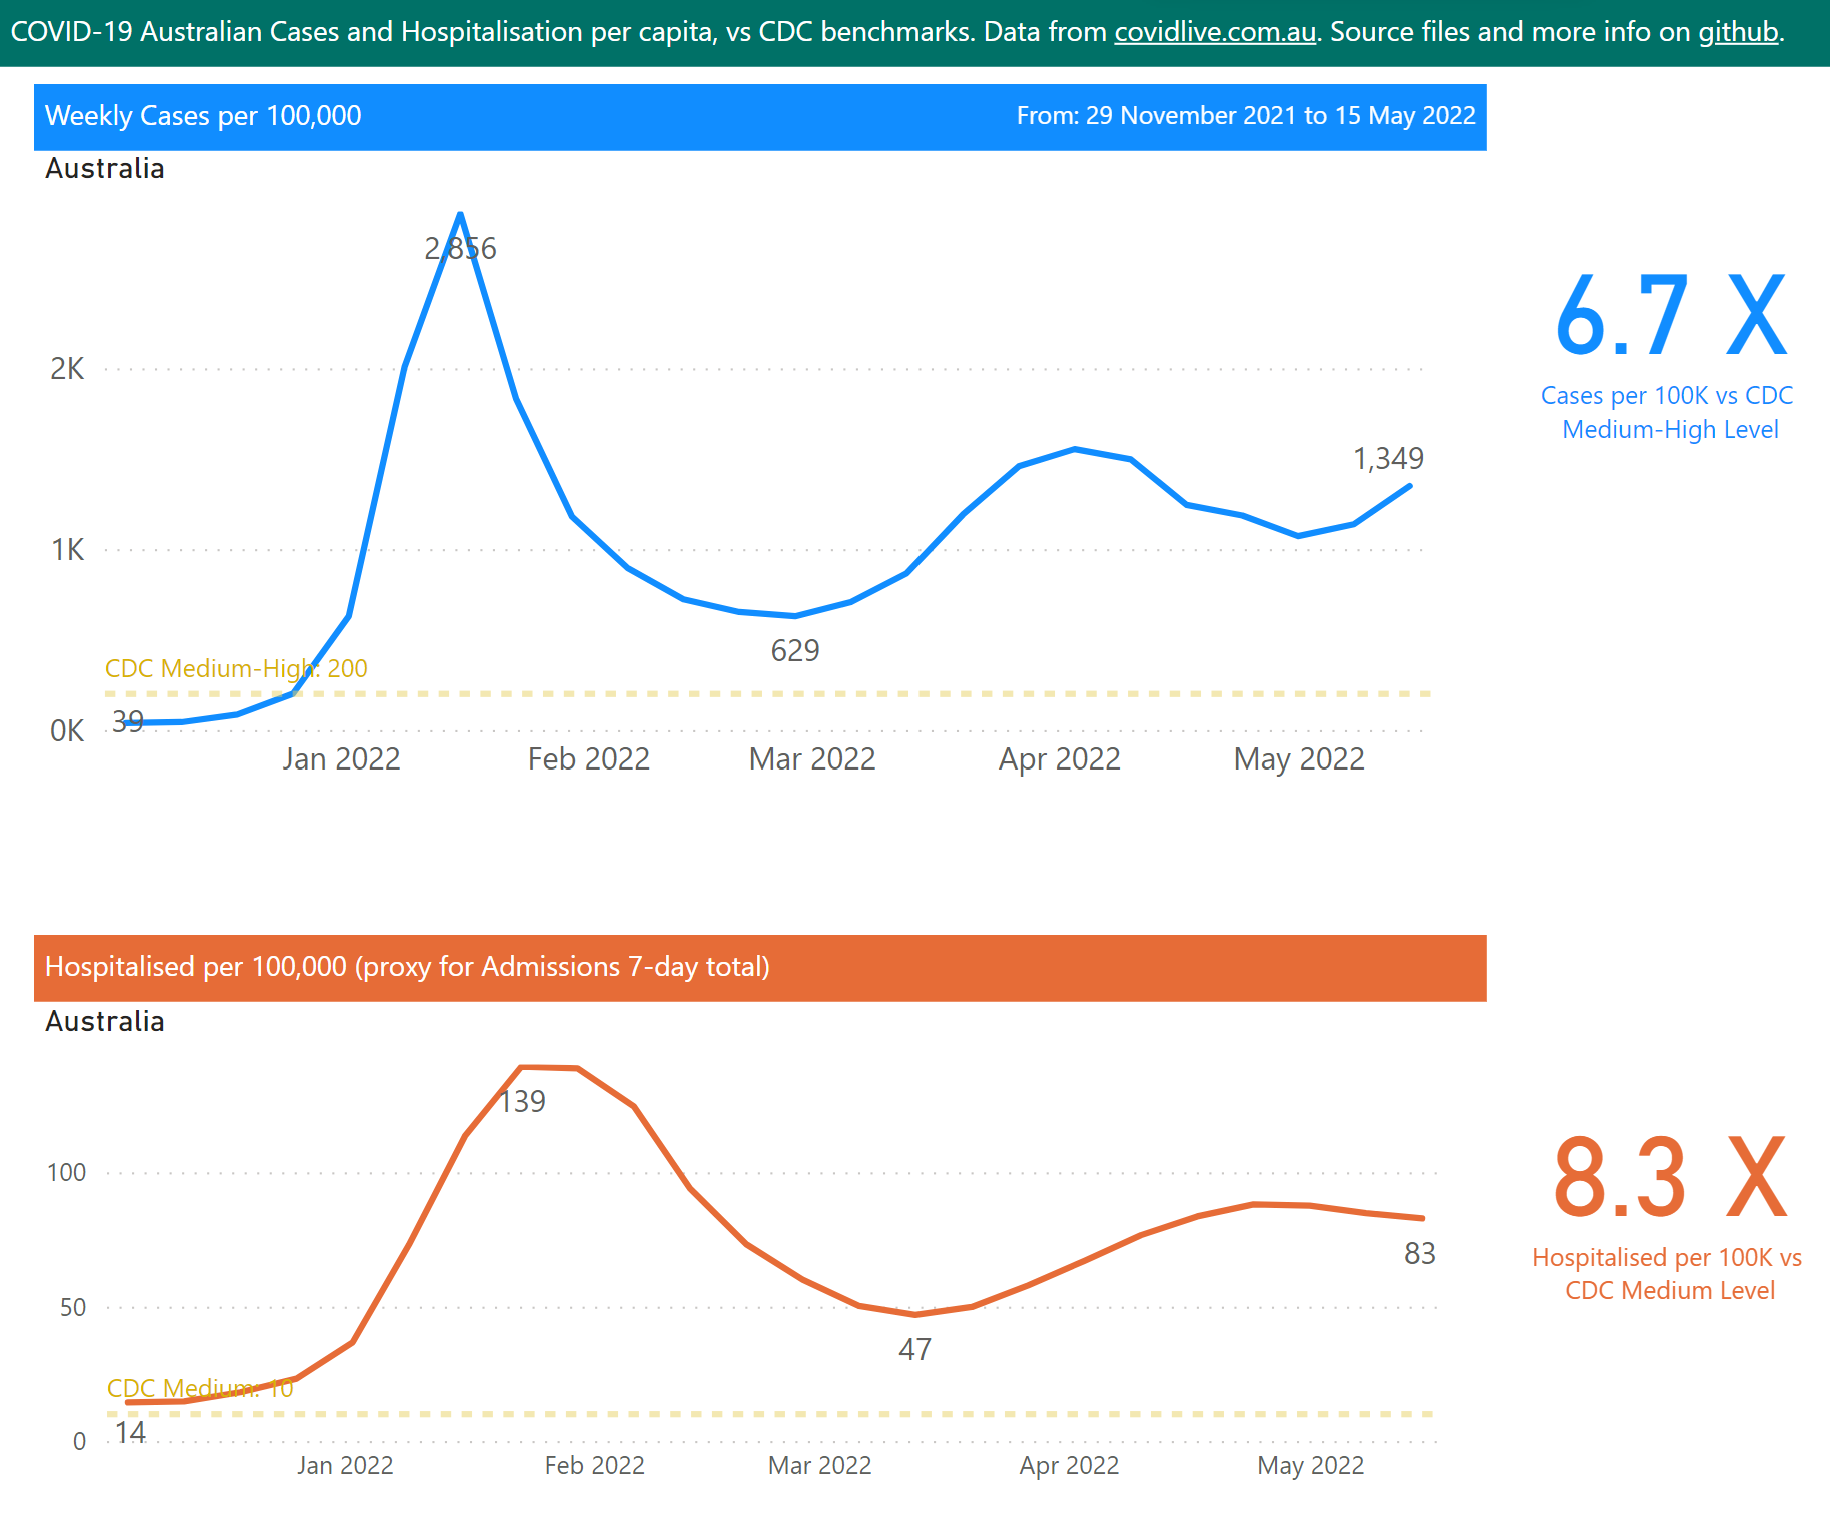 COVID-19 Australian Cases and Hospitalisation per capita, vs CDC benchmarks. Data from covidlive.com.au. Source files and more info on github.
Weekly Cases per 100,000 From: 29 November 2021 to 15 May 2022
Australia
2,856
6.7 X
Cases per 100K vs CDC
Medium-High Level
2K
1,349
1K
629
CDC Medium-High: 200
39
0K
Jan 2022 Feb 2022 Mar 2022 Apr 2022 May 2022
Hospitalised per 100,000 (proxy for Admissions 7-day total)
Australia
139
8.3 X
Hospitalised per 100K vs
CDC Medium Level
100
83
50
47
CDC Medium: 10
14
0
Jan 2022 Feb 2022 Mar 2022 Apr 2022 May 2022